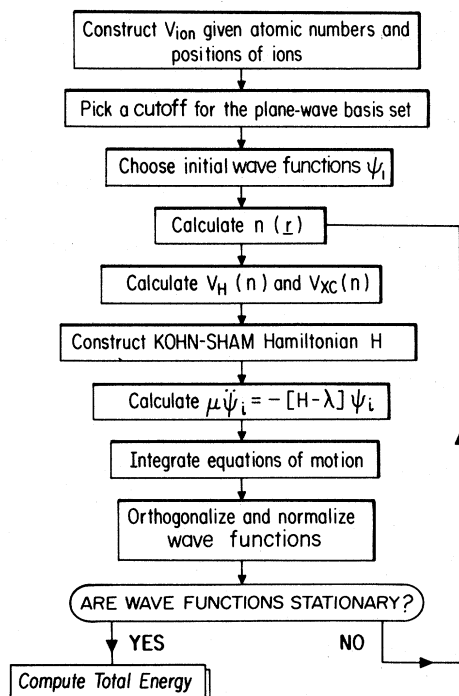 Construct V_ion given atomic numbers and
positions of ions
Pick a cutoff for the plane-wave basis set
Choose initial wave functions ψ_i
Calculate n (r)
Calculate V_H (n) and V_XC (n)
Construct KOHN-SHAM Hamiltonian H
Calculate μψ̈_i = – [H-λ] ψ_i
Integrate equations of motion
Orthogonalize and normalize
wave functions
ARE WAVE FUNCTIONS STATIONARY?
YES NO
Compute Total Energy